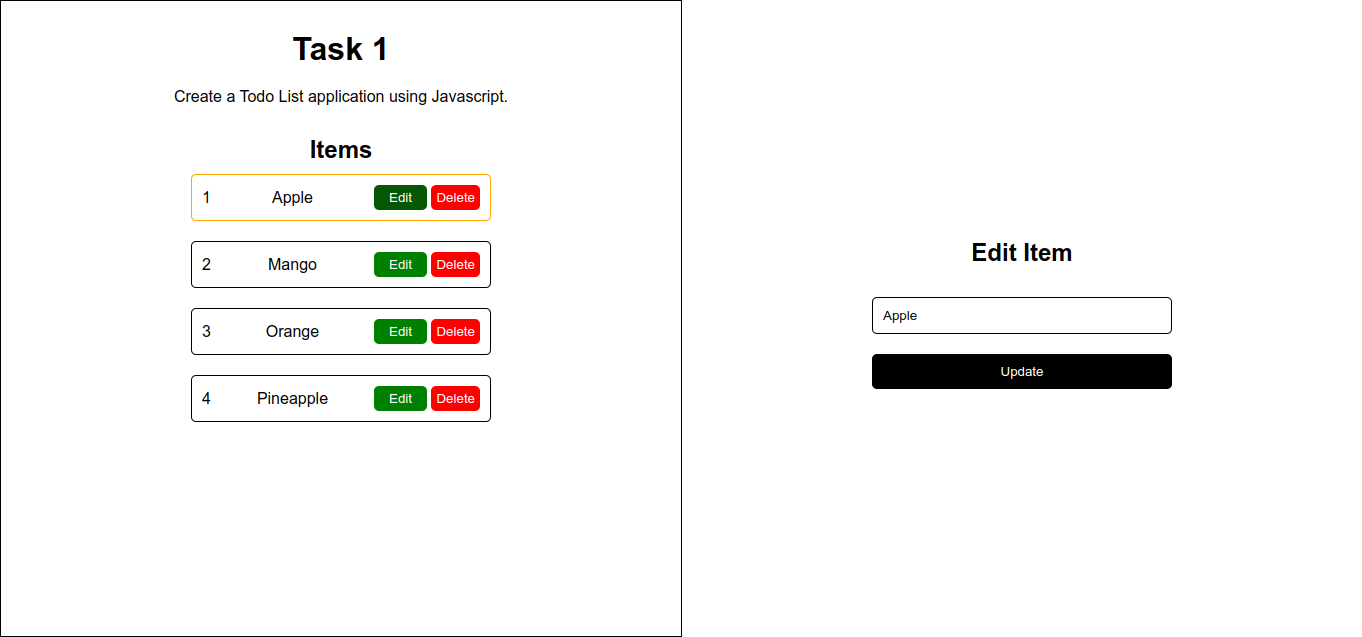 Task 1
Create a Todo List application using Javascript.
Items
1 Apple Edit Delete
2 Mango Edit Delete
3 Orange Edit Delete
4 Pineapple Edit Delete
Edit Item
Apple
Update